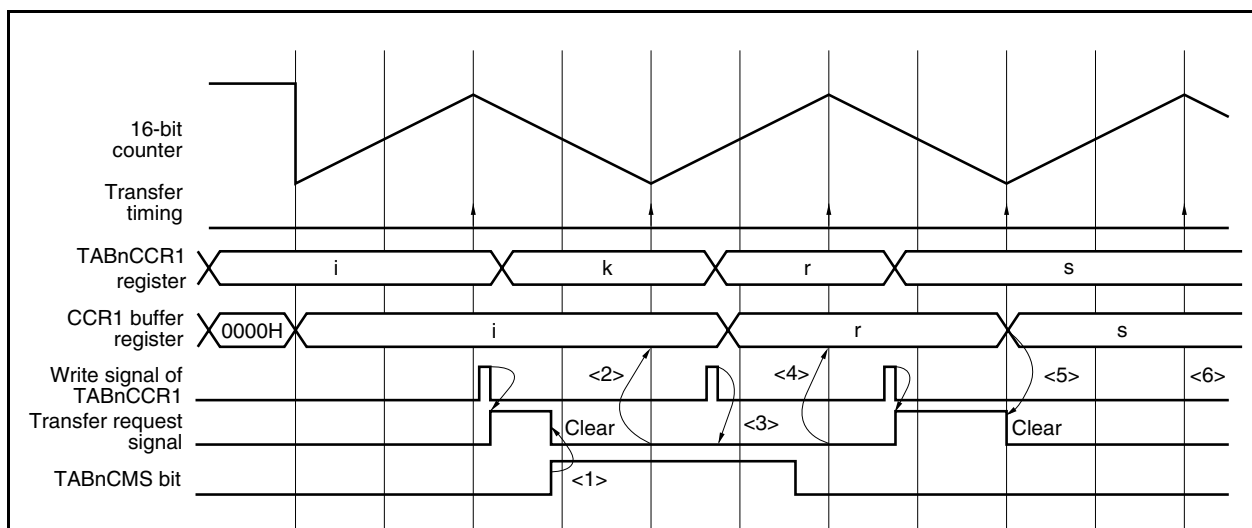 16-bit
counter
Transfer
timing
TABnCCR1
register
i k r s
CCR1 buffer
register
0000H i r s
Write signal of
TABnCCR1
<2> <4> <5> <6>
Transfer request
signal
Clear <3> Clear
TABnCMS bit
<1>